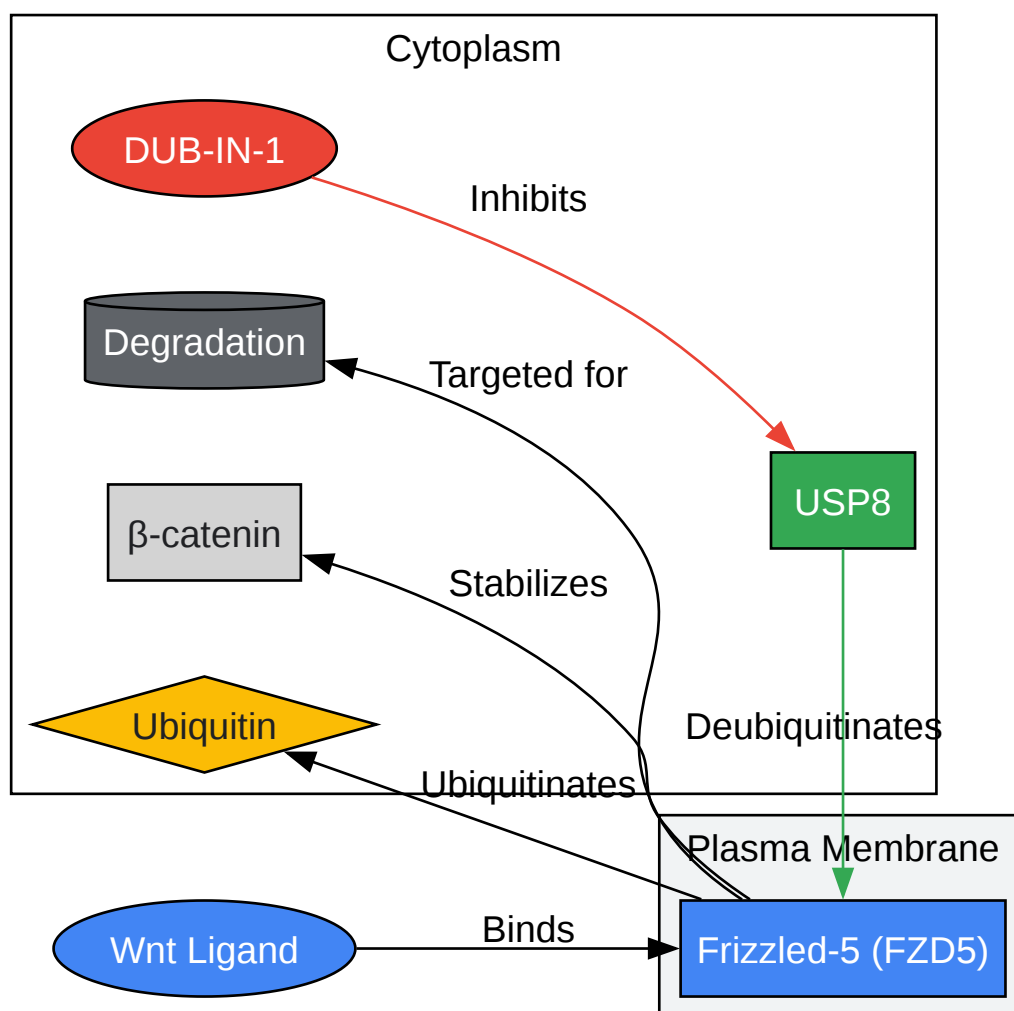 Cytoplasm
DUB-IN-1
Inhibits
Degradation
Targeted for
USP8
β-catenin
Stabilizes
Ubiquitin
Deubiquitinates
Ubiquitinates
Plasma Membrane
Wnt Ligand
Binds
Frizzled-5 (FZD5)